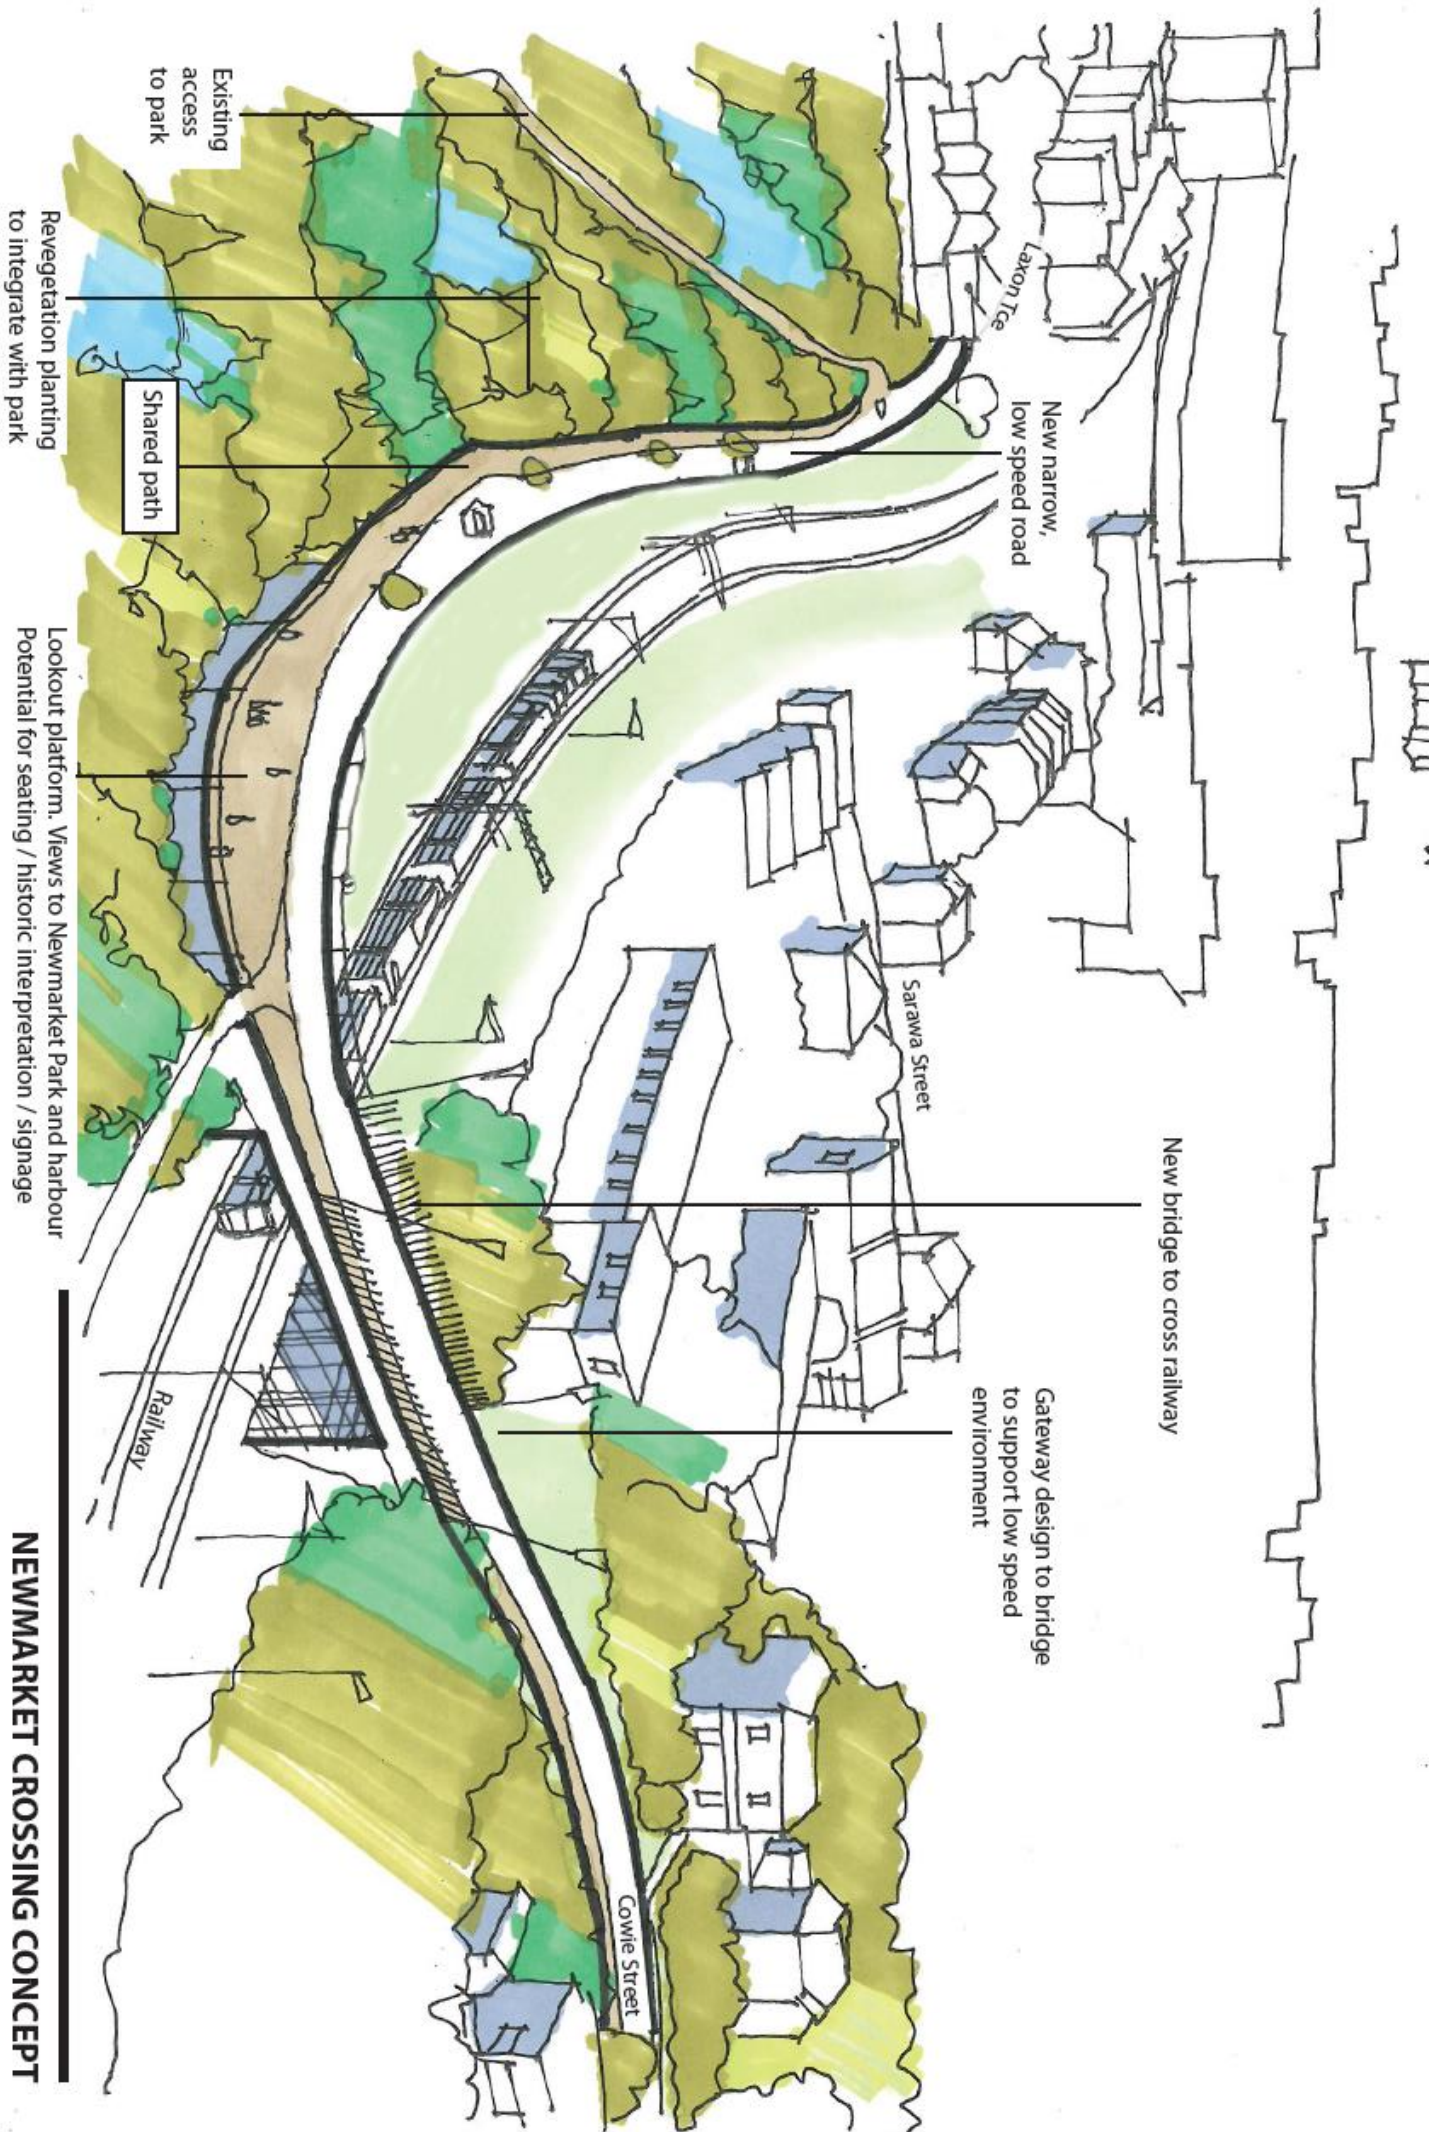 New bridge to cross railway
Gateway design to bridge
to support low speed
environment
New narrow,
low speed road
Laxon Tce
Sarawa Street
Cowie Street
Existing
access
to park
Shared path
Railway
Revegetation planting
to integrate with park
Lookout platform. Views to Newmarket Park and harbour
Potential for seating / historic interpretation / signage
NEWMARKET CROSSING CONCEPT